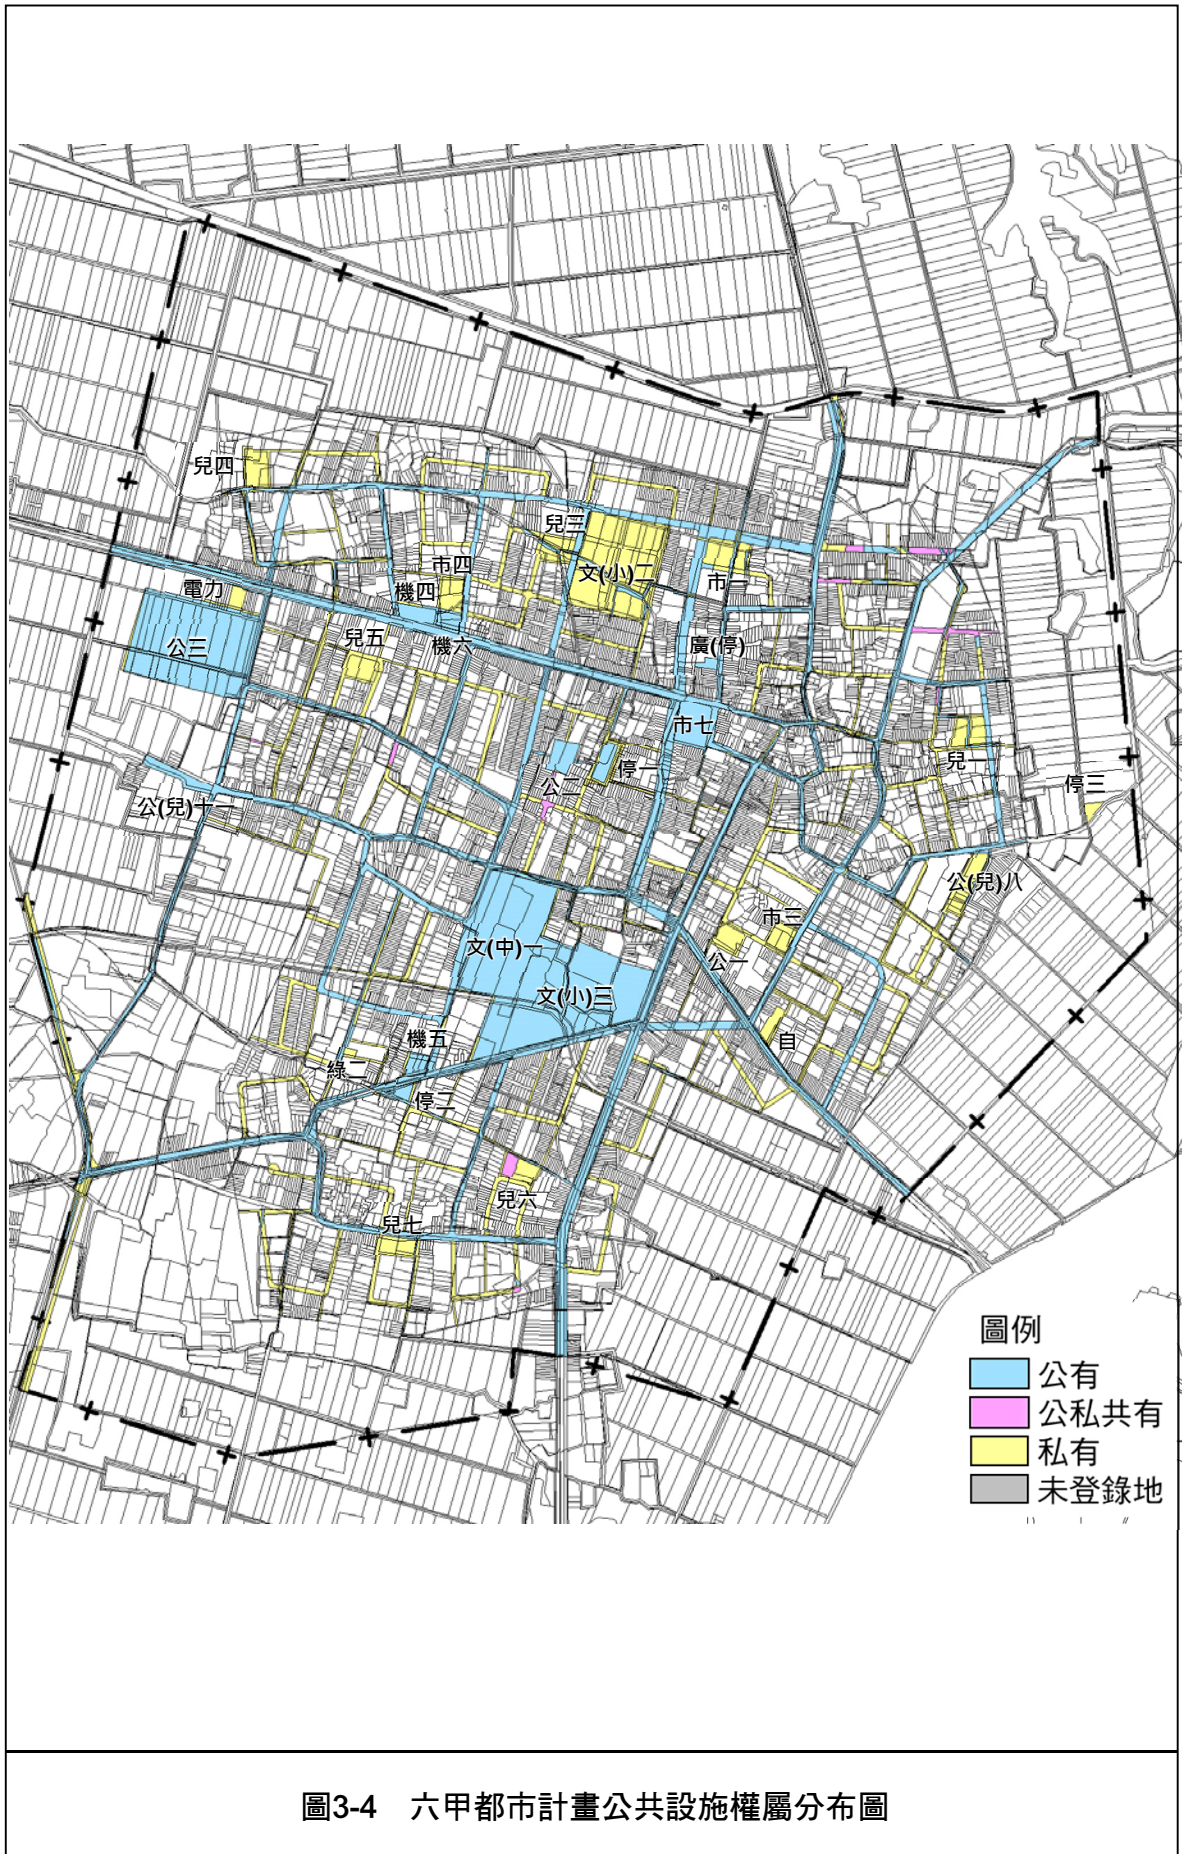 兒四
兒三
文(小)二
市二
市四
機四
電力
兒五
機六
廣(停)
公三
市七
停一
兒一
公二
停三
公(兒)十一
公(兒)八
市三
文(中)一
公一
文(小)三
機五
自
綠二
停二
兒六
兒七
圖例
公有
公私共有
私有
未登錄地
圖3-4 六甲都市計畫公共設施權屬分布圖